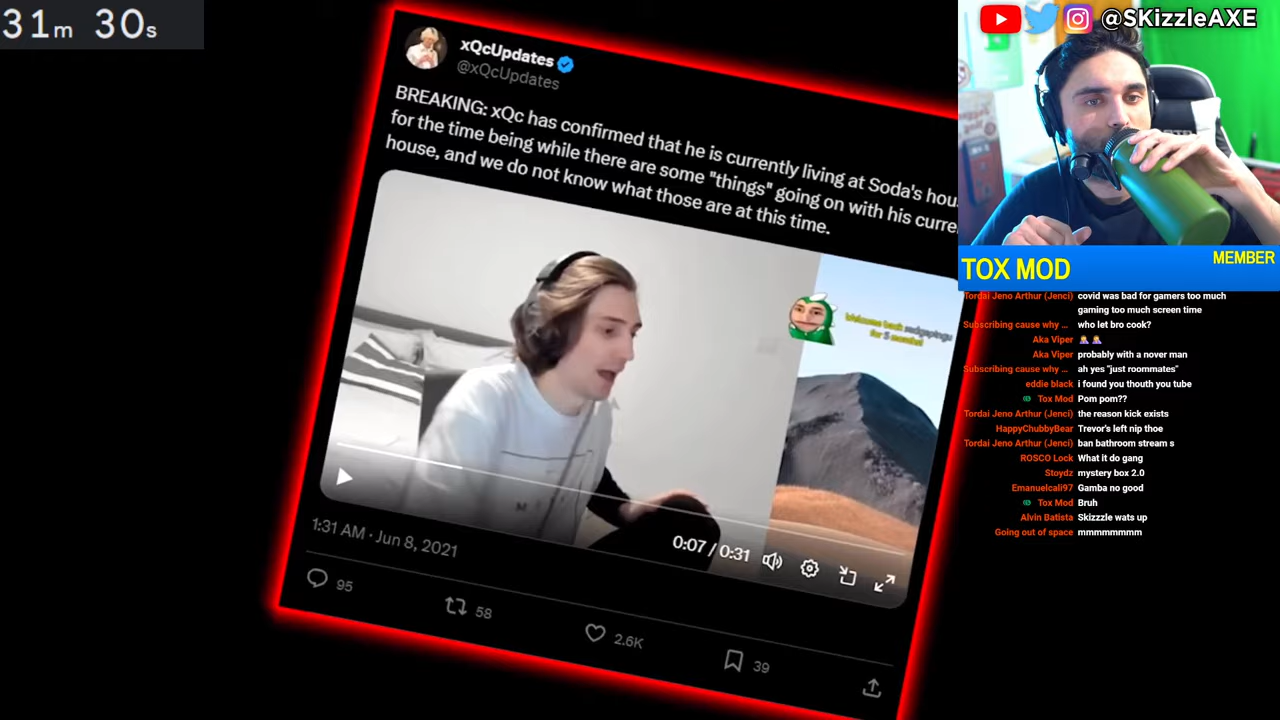 31m 30s
xQcUpdates
@xQcUpdates
BREAKING: xQc has confirmed that he is currently living at Soda's
for the time being while there are some "things" going on with his
house, and we do not know what those are at this time.
Welcome back
for 5 months!
0:07 / 0:31
1:31 AM · Jun 8, 2021
95
58
2.6K
39
@SKizzleAXE
TOX MOD
MEMBER
Tordai Jeno Arthur (Jenci) covid was bad for gamers too much
gaming too much screen time
Subscribing cause why ... who let bro cook?
Aka Viper 🤦‍♀️🤦‍♀️
Aka Viper probably with a nover man
Subscribing cause why ... ah yes "just roommates"
eddie black i found you thouth you tube
Tox Mod Pom pom??
Tordai Jeno Arthur (Jenci) the reason kick exists
HappyChubbyBear Trevor's left nip thoe
Tordai Jeno Arthur (Jenci) ban bathroom stream s
ROSCO Lock What it do gang
Stoydz mystery box 2.0
Emanuelcali97 Gamba no good
Tox Mod Bruh
Alvin Batista Skizzzle wats up
Going out of space mmmmmmmm